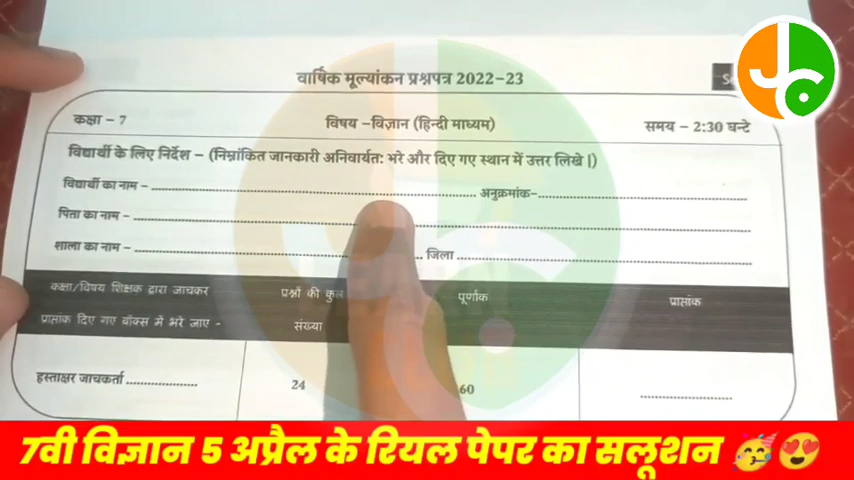 वार्षिक मूल्यांकन प्रश्नपत्र 2022-23
कक्षा - 7 विषय -विज्ञान (हिन्दी माध्यम) समय - 2:30 घन्टे
विद्यार्थी के लिए निर्देश - (निम्नांकित जानकारी अनिवार्यत: भरे और दिए गए स्थान में उत्तर लिखे।)
विद्यार्थी का नाम - ........ अनुक्रमांक-........
पिता का नाम - ........
शाला का नाम - ........ जिला ........
कक्षा/विषय शिक्षक द्वारा जाचकर प्रश्नों की कुल पूर्णाक प्राप्तांक
प्राप्तांक दिए गए बॉक्स में भरे जाए - संख्या
हस्ताक्षर जाचकर्ता........ 24 60 ........
7वी विज्ञान 5 अप्रैल के रियल पेपर का सलूशन 🥳😍